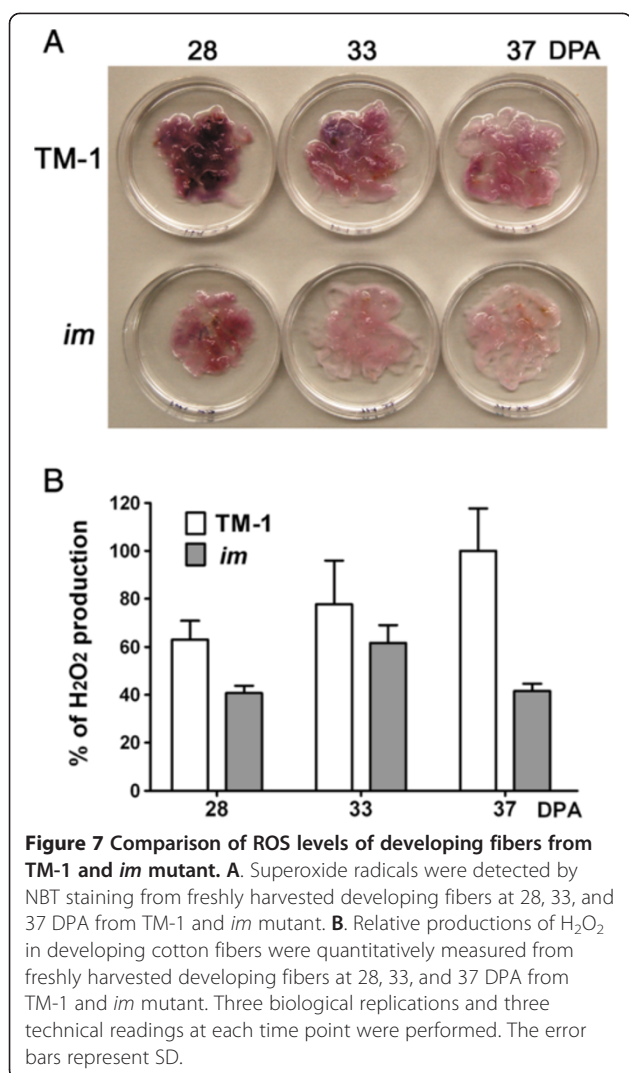 A
28 33 37 DPA
TM-1
im
B
% of H2O2 production
120
100
80
60
40
20
0
TM-1
im
28 33 37 DPA
Figure 7 Comparison of ROS levels of developing fibers from
TM-1 and im mutant. A. Superoxide radicals were detected by
NBT staining from freshly harvested developing fibers at 28, 33, and
37 DPA from TM-1 and im mutant. B. Relative productions of H2O2
in developing cotton fibers were quantitatively measured from
freshly harvested developing fibers at 28, 33, and 37 DPA from
TM-1 and im mutant. Three biological replications and three
technical readings at each time point were performed. The error
bars represent SD.